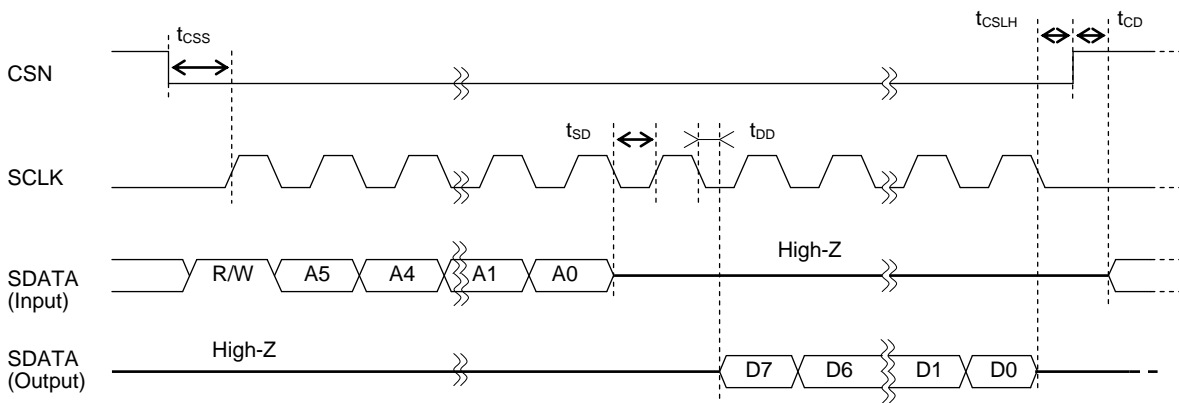 tCSS
tCSLH
tCD
CSN
tSD
tDD
SCLK
High-Z
R/W A5 A4 A1 A0
SDATA
(Input)
High-Z
SDATA
(Output)
D7 D6 D1 D0